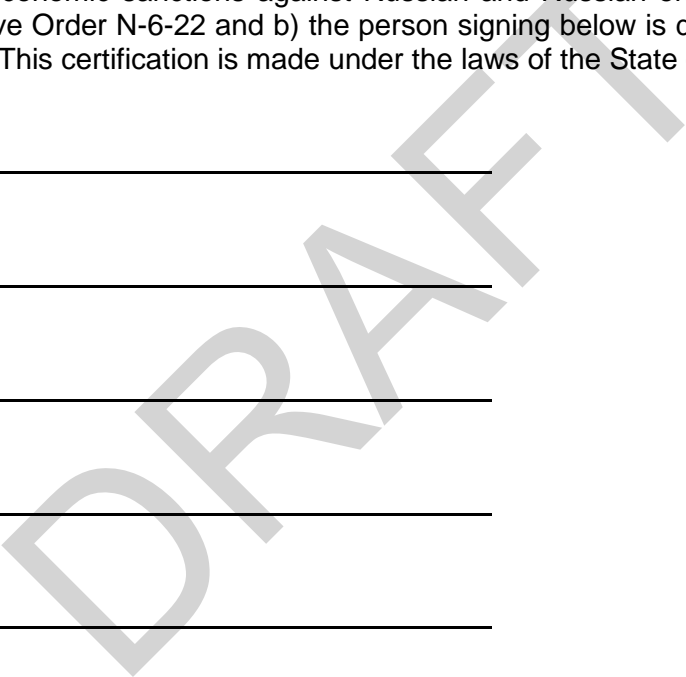 economic sanctions against Russian and Russian
Order N-6-22 and b) the person signing below is
This certification is made under the laws of the State
DRAFT